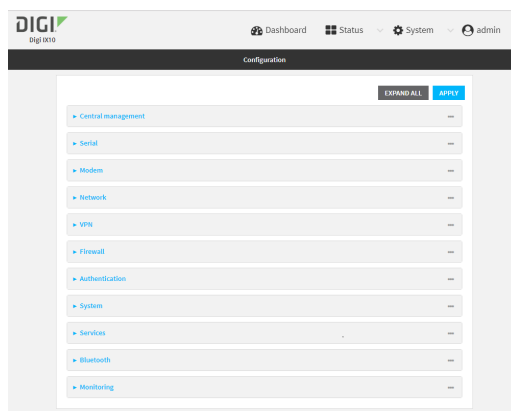 DIGI
Digi IX10
Dashboard
Status
System
admin
Configuration
EXPAND ALL
APPLY
Central management
Serial
Modem
Network
VPN
Firewall
Authentication
System
Services
Bluetooth
Monitoring